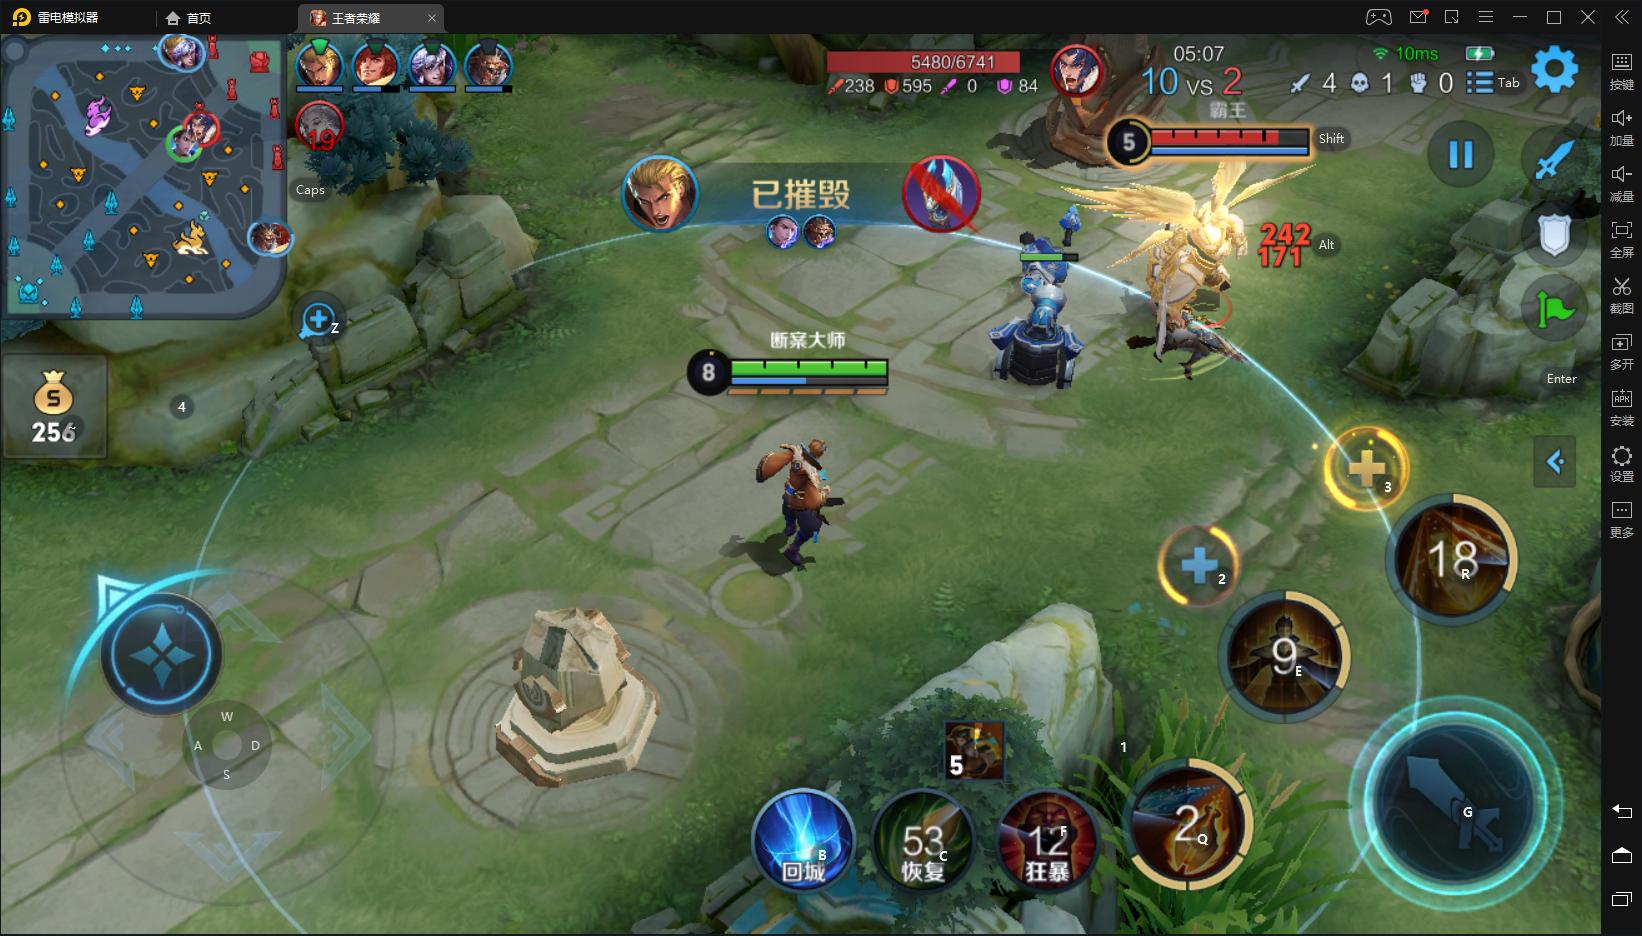 雷电模拟器
首页
王者荣耀
5480/6741
238 595 0 84
05:07
10 VS 2
10ms
4 1 0 Tab
按键
加量
减量
全屏
截图
多开
安装
设置
更多
19
Caps
已摧毁
霸王
5
Shift
242
171
Alt
Z
断案大师
8
S
256
4
Enter
APK
3
18
R
2
9
E
W
A D
S
5
1
回城
B
53
恢复
C
12
狂暴
F
2
Q
G